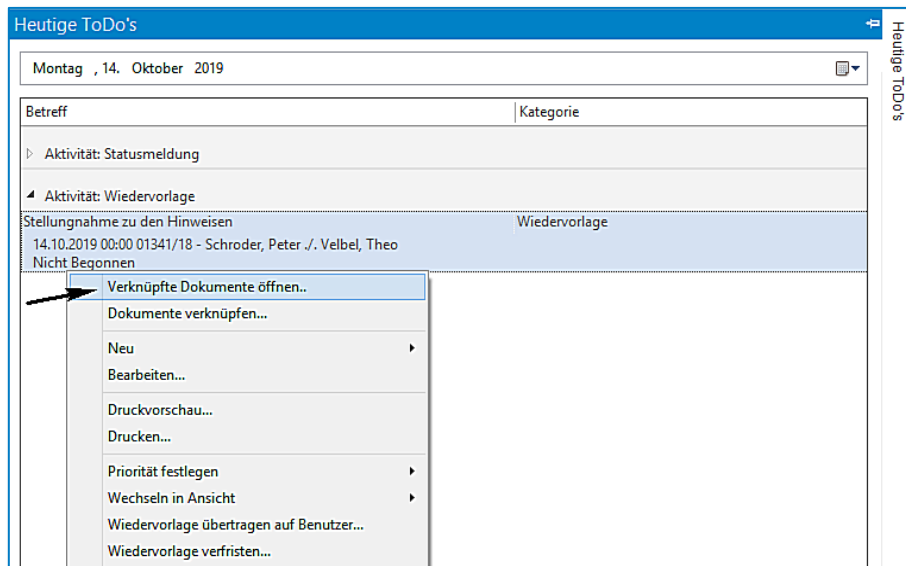 Heutige ToDo's
Heutige ToDo's
Montag , 14. Oktober 2019
Betreff Kategorie
Aktivität: Statusmeldung
Aktivität: Wiedervorlage
Stellungnahme zu den Hinweisen Wiedervorlage
14.10.2019 00:00 01341/18 - Schroder, Peter ./. Velbel, Theo
Nicht Begonnen
Verknüpfte Dokumente öffnen..
Dokumente verknüpfen...
Neu
Bearbeiten...
Druckvorschau...
Drucken...
Priorität festlegen
Wechseln in Ansicht
Wiedervorlage übertragen auf Benutzer...
Wiedervorlage verfristen...